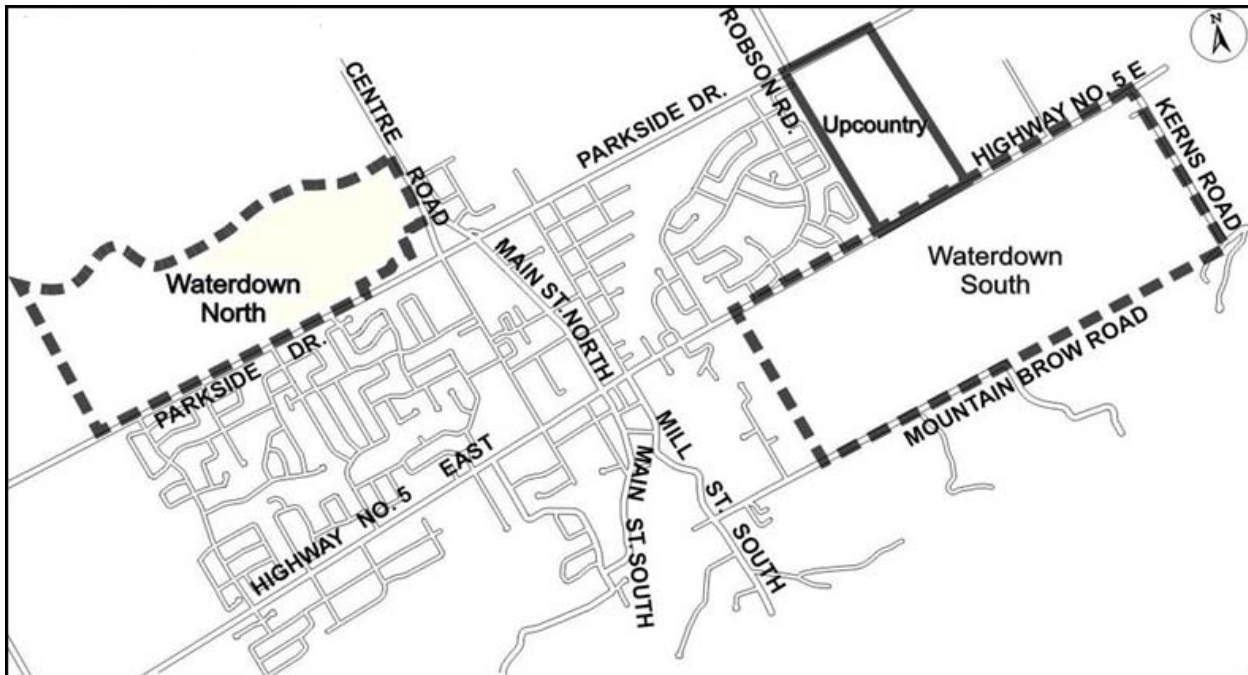 N
ROBSON RD.
CENTRE ROAD
PARKSIDE DR.
Upcountry
HIGHWAY NO. 5 E
KERNS ROAD
Waterdown
North
MAIN ST. NORTH
Waterdown
South
PARKSIDE DR.
MOUNTAIN BROW ROAD
HIGHWAY NO. 5 EAST
MILL ST. SOUTH
MAIN ST. SOUTH